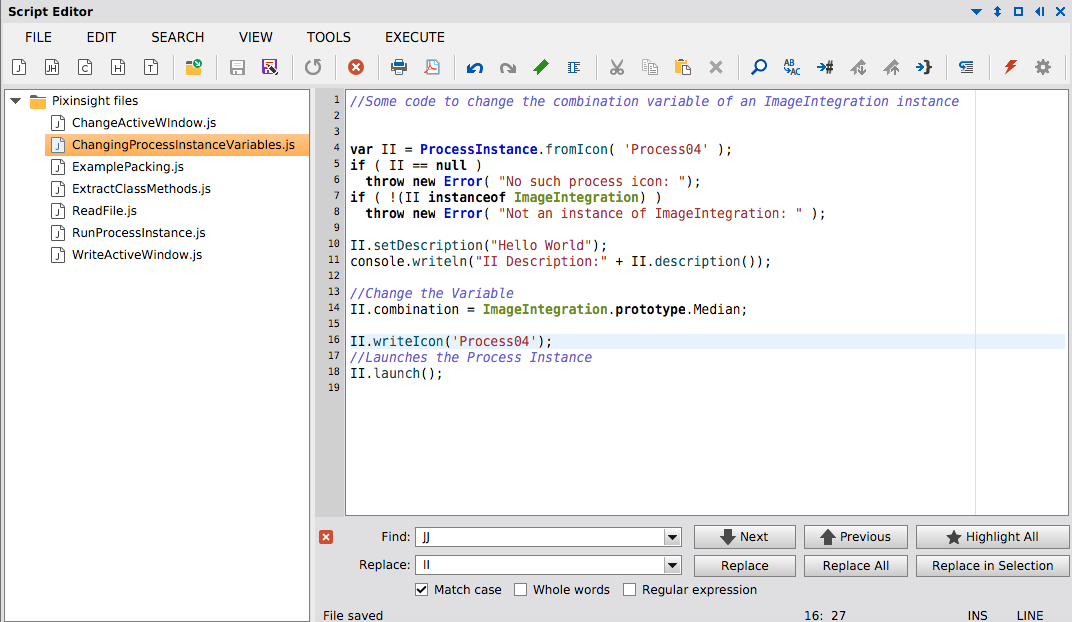 Script Editor
FILE EDIT SEARCH VIEW TOOLS EXECUTE
J JH C H T AB AC #
Pixinsight files
J ChangeActiveWIndow.js
J ChangingProcessInstanceVariables.js
J ExamplePacking.js
J ExtractClassMethods.js
J ReadFile.js
J RunProcessInstance.js
J WriteActiveWindow.js
1 //Some code to change the combination variable of an ImageIntegration instance
2
3
4 var II = ProcessInstance.fromIcon( 'Process04' );
5 if ( II == null )
6 throw new Error( "No such process icon: ");
7 if ( !(II instanceof ImageIntegration) )
8 throw new Error( "Not an instance of ImageIntegration: " );
9
10 II.setDescription("Hello World");
11 console.writeln("II Description:" + II.description());
12
13 //Change the Variable
14 II.combination = ImageIntegration.prototype.Median;
15
16 II.writeIcon('Process04');
17 //Launches the Process Instance
18 II.launch();
19
Find: JJ Next Previous Highlight All
Replace: II Replace Replace All Replace in Selection
Match case Whole words Regular expression
File saved 16: 27 INS LINE